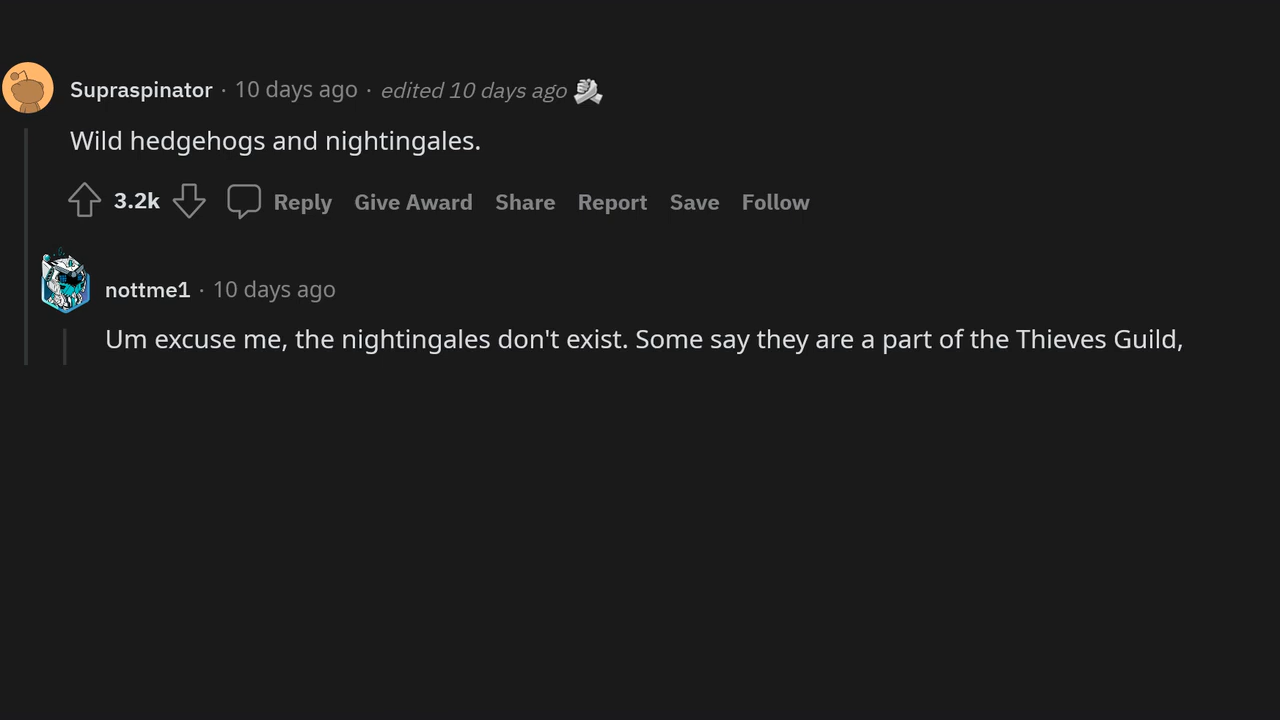 Supraspinator · 10 days ago · edited 10 days ago
Wild hedgehogs and nightingales.
3.2k Reply Give Award Share Report Save Follow
nottme1 · 10 days ago
Um excuse me, the nightingales don't exist. Some say they are a part of the Thieves Guild,